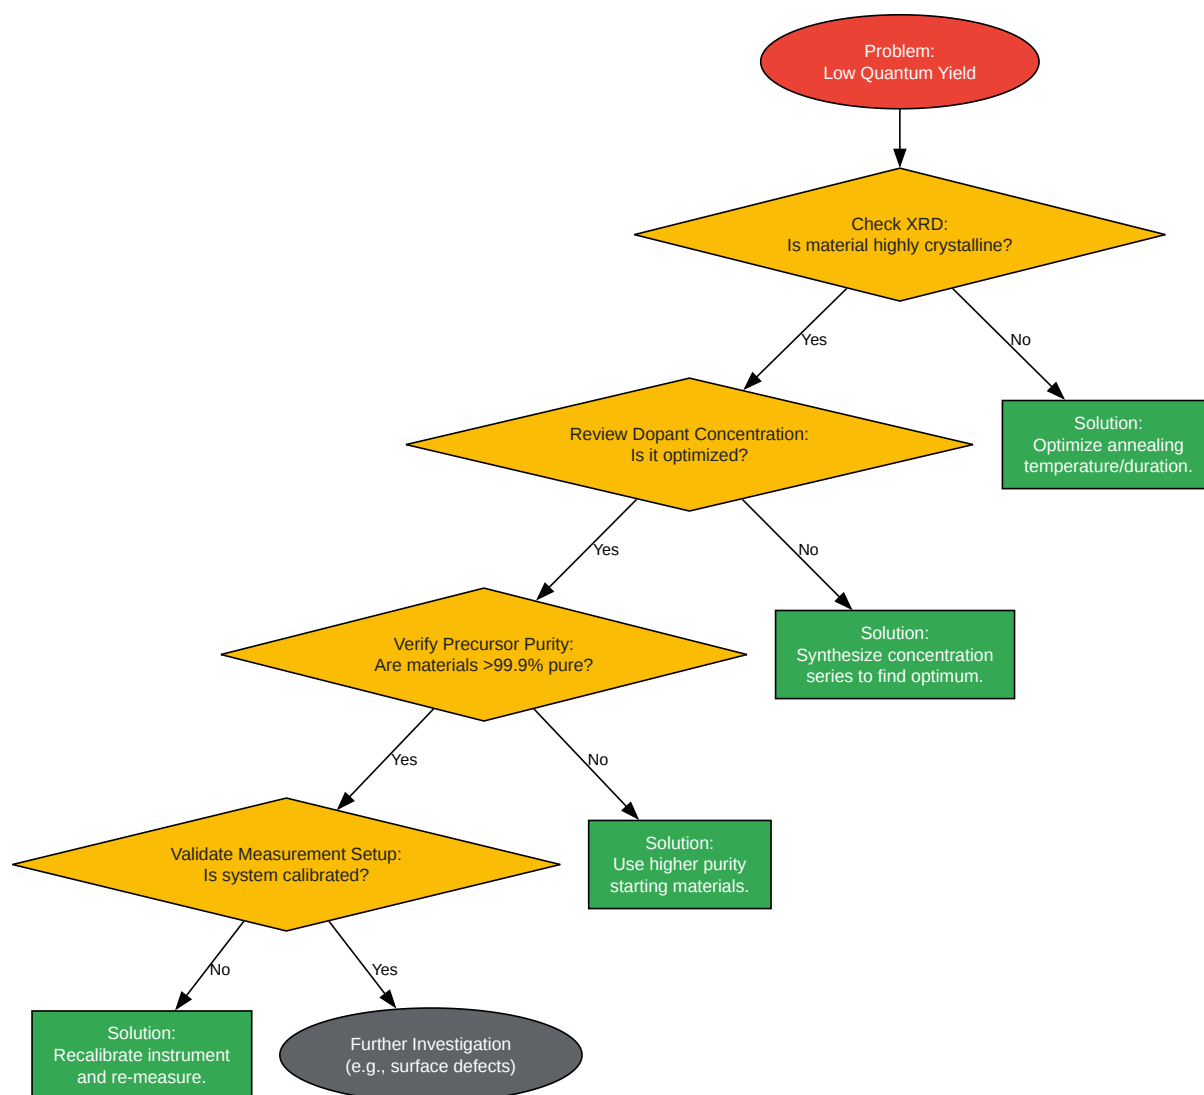 Problem:
Low Quantum Yield
Check XRD:
Is material highly crystalline?
Yes
No
Review Dopant Concentration:
Is it optimized?
Solution:
Optimize annealing
temperature/duration.
Yes
No
Verify Precursor Purity:
Are materials >99.9% pure?
Solution:
Synthesize concentration
series to find optimum.
Yes
No
Validate Measurement Setup:
Is system calibrated?
Solution:
Use higher purity
starting materials.
No
Yes
Solution:
Recalibrate instrument
and re-measure.
Further Investigation
(e.g., surface defects)